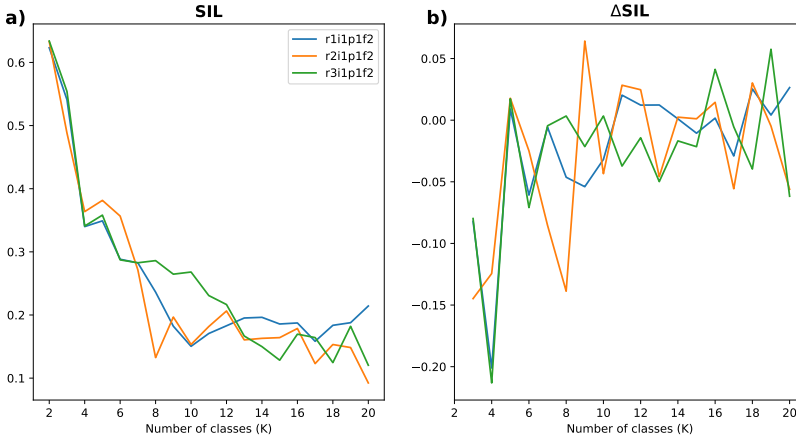 a)
SIL
r1i1p1f2
r2i1p1f2
r3i1p1f2
0.6
0.5
0.4
0.3
0.2
0.1
2 4 6 8 10 12 14 16 18 20
Number of classes (K)
b)
ΔSIL
0.05
0.00
−0.05
−0.10
−0.15
−0.20
2 4 6 8 10 12 14 16 18 20
Number of classes (K)